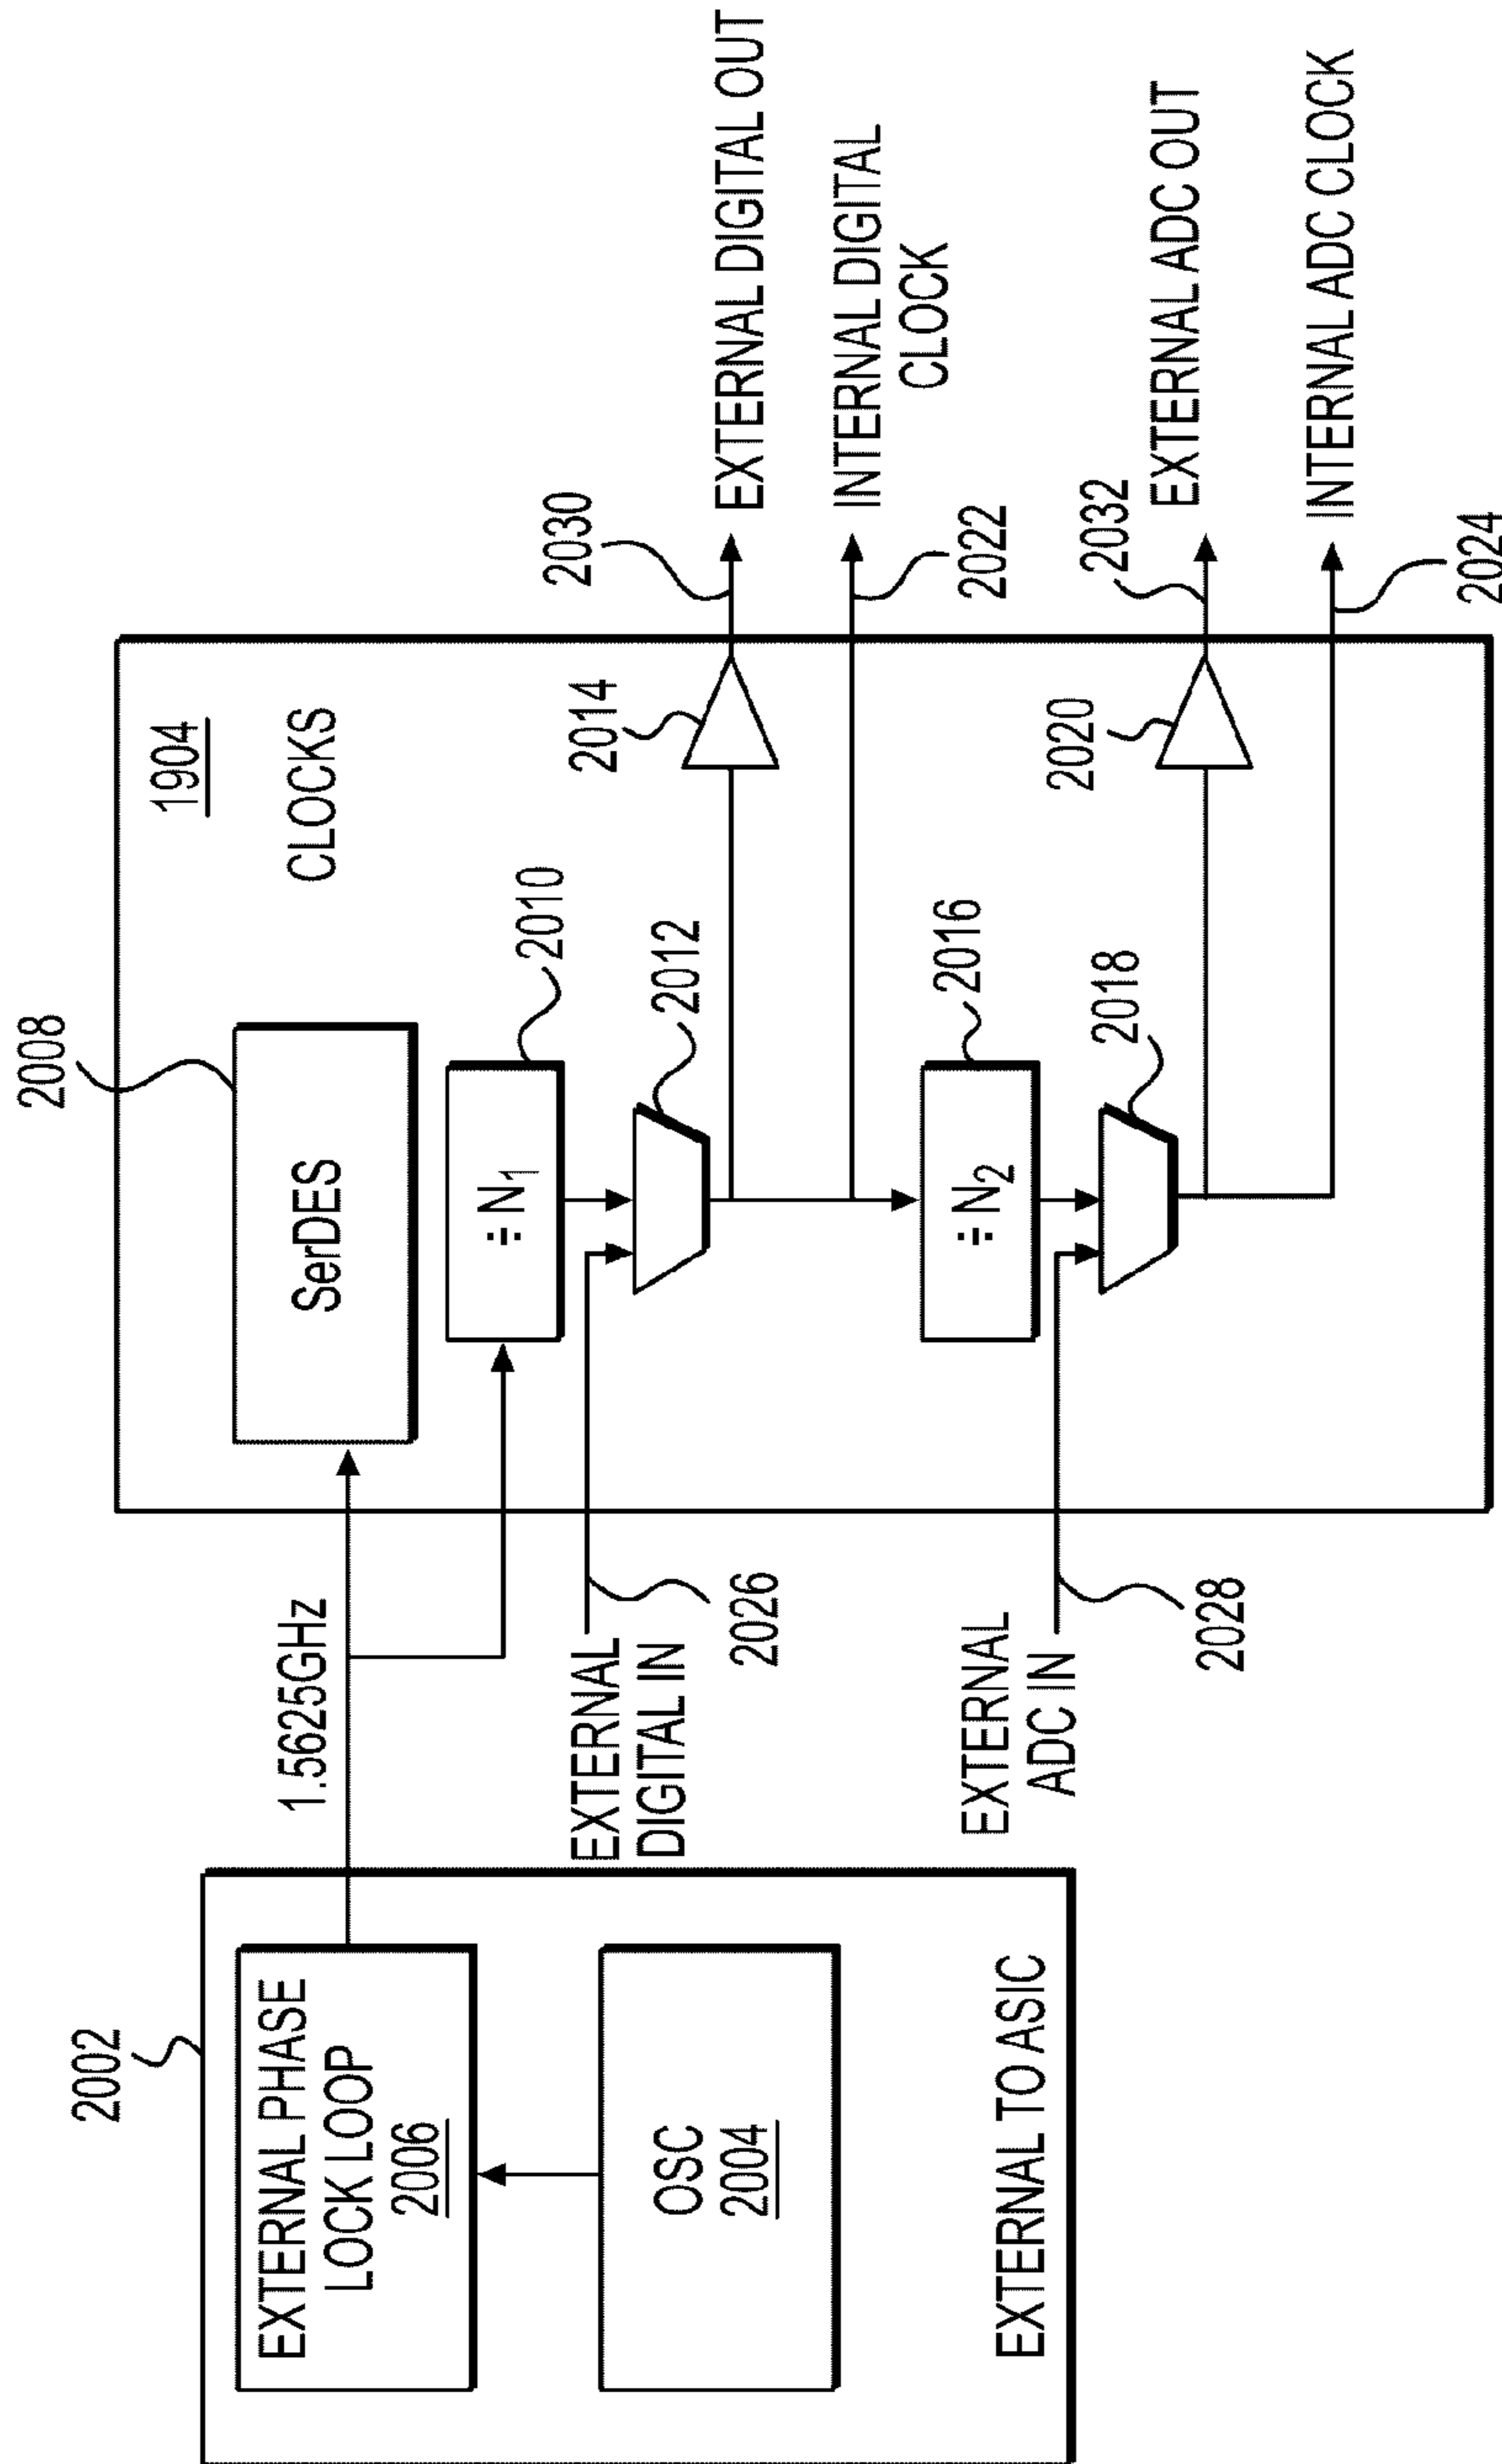 2002
EXTERNAL PHASE
LOCK LOOP
2006
OSC
2004
EXTERNAL TO ASIC
1.5625GHz
EXTERNAL
DIGITAL IN
2026
EXTERNAL
ADC IN
2028
2008
SerDES
1904
CLOCKS
÷ N₁
2010
2012
2014
÷ N₂
2016
2018
2020
2030
EXTERNAL DIGITAL OUT
INTERNAL DIGITAL
CLOCK
2022
2032
EXTERNAL ADC OUT
INTERNAL ADC CLOCK
2024